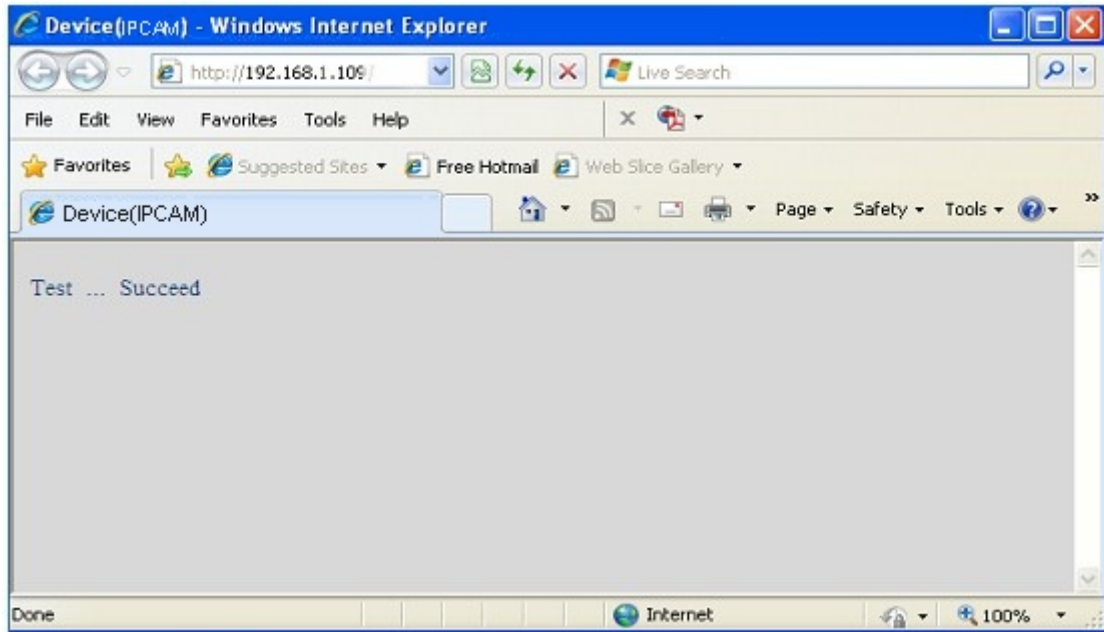 Device(IPCAM) - Windows Internet Explorer
http://192.168.1.109/ Live Search
File Edit View Favorites Tools Help
Favorites Suggested Sites Free Hotmail Web Slice Gallery
Device(IPCAM) Page Safety Tools
Test ... Succeed
Done Internet 100%